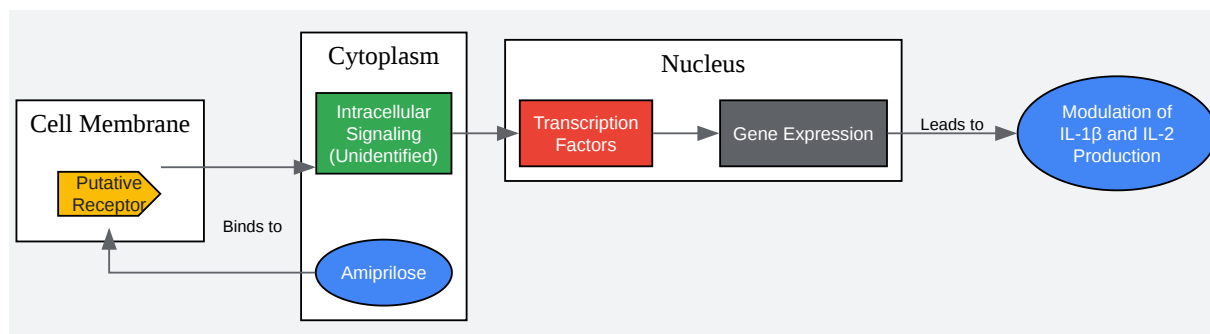 Cell Membrane
Putative
Receptor
Binds to
Cytoplasm
Intracellular
Signaling
(Unidentified)
Amiprilose
Nucleus
Transcription
Factors
Gene Expression
Leads to
Modulation of
IL-1β and IL-2
Production